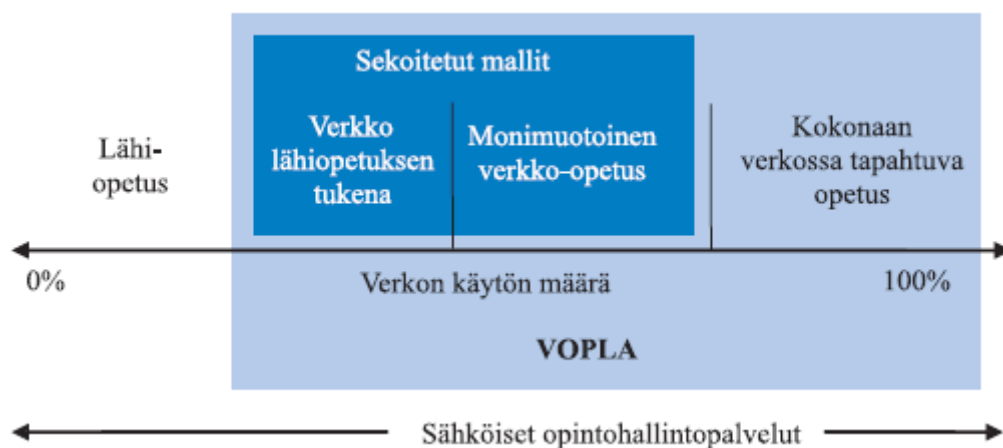 Sekoitetut mallit
Lähi-
opetus
Verkko
lähiopetuksen
tukena
Monimuotoinen
verkko-opetus
Kokonaan
verkossa tapahtuva
opetus
0%
Verkon käytön määrä
100%
VOPLA
Sähköiset opintohallintopalvelut